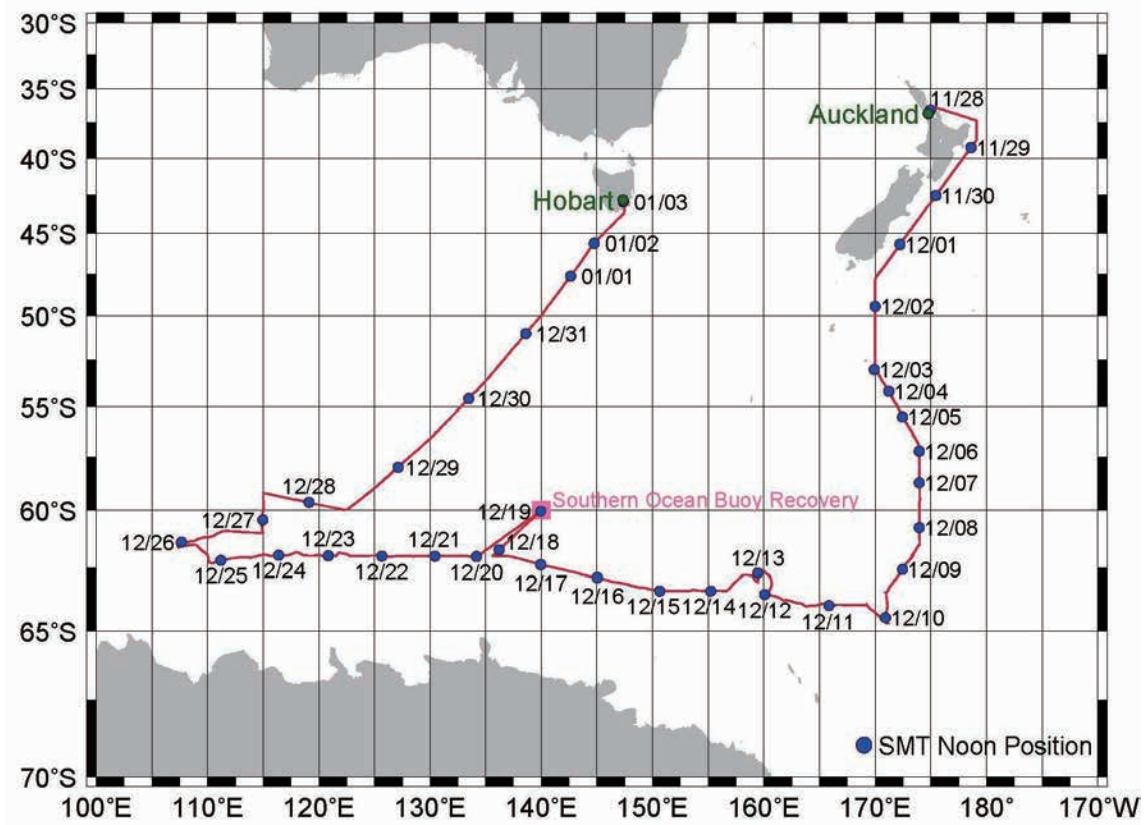 30°S
35°S
40°S
45°S
50°S
55°S
60°S
65°S
70°S
100°E
110°E
120°E
130°E
140°E
150°E
160°E
170°E
180°
170°W
Auckland
11/28
11/29
11/30
12/01
12/02
12/03
12/04
12/05
12/06
12/07
12/08
12/09
12/10
12/11
12/12
12/13
12/14
12/15
12/16
12/17
12/18
12/19
Southern Ocean Buoy Recovery
12/20
12/21
12/22
12/23
12/24
12/25
12/26
12/27
12/28
12/29
12/30
12/31
01/01
01/02
Hobart
01/03
SMT Noon Position